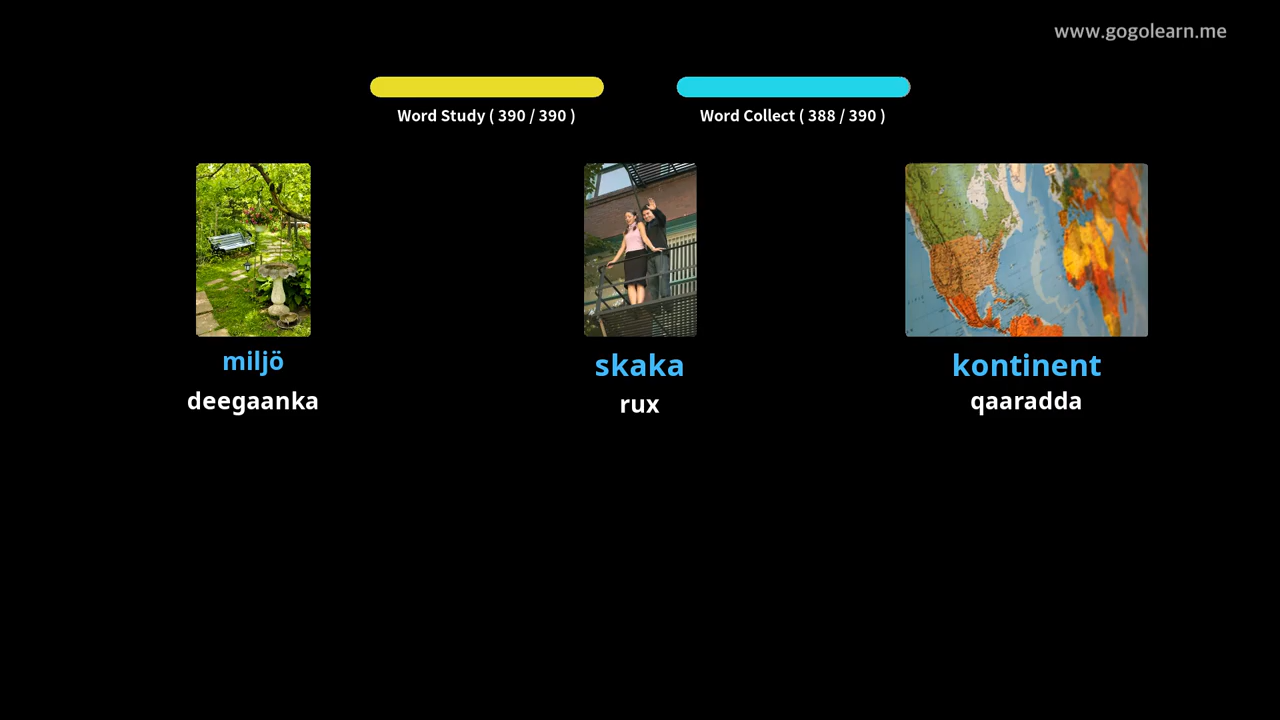 www.gogolearn.me
Word Study ( 390 / 390 )
Word Collect ( 388 / 390 )
miljö
deegaanka
skaka
rux
kontinent
qaaradda